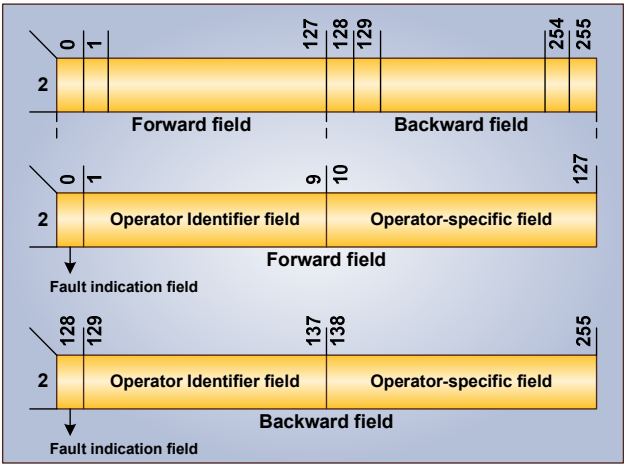 0 1 127 128 129 254 255
2
Forward field Backward field
0 1 9 10 127
2 Operator Identifier field Operator-specific field
Forward field
Fault indication field
128 129 137 138 255
2 Operator Identifier field Operator-specific field
Backward field
Fault indication field